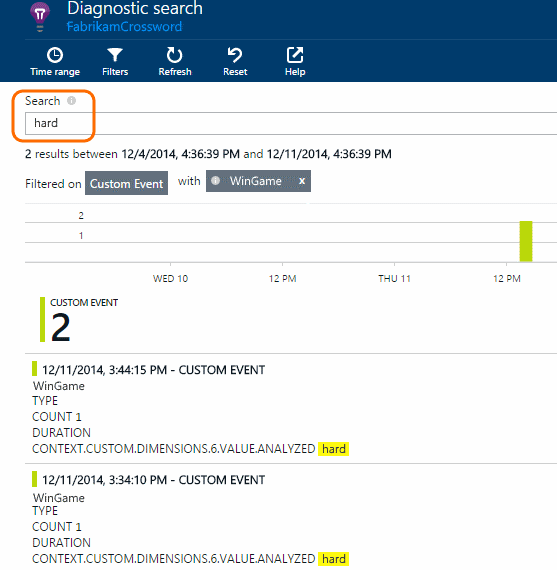 Diagnostic search
FabrikamCrossword
Time range Filters Refresh Reset Help
Search
hard
2 results between 12/4/2014, 4:36:39 PM and 12/11/2014, 4:36:39 PM
Filtered on Custom Event with WinGame x
2
1
WED 10 12 PM THU 11 12 PM
CUSTOM EVENT
2
12/11/2014, 3:44:15 PM - CUSTOM EVENT
WinGame
TYPE
COUNT 1
DURATION
CONTEXT.CUSTOM.DIMENSIONS.6.VALUE.ANALYZED hard
12/11/2014, 3:34:10 PM - CUSTOM EVENT
WinGame
TYPE
COUNT 1
DURATION
CONTEXT.CUSTOM.DIMENSIONS.6.VALUE.ANALYZED hard